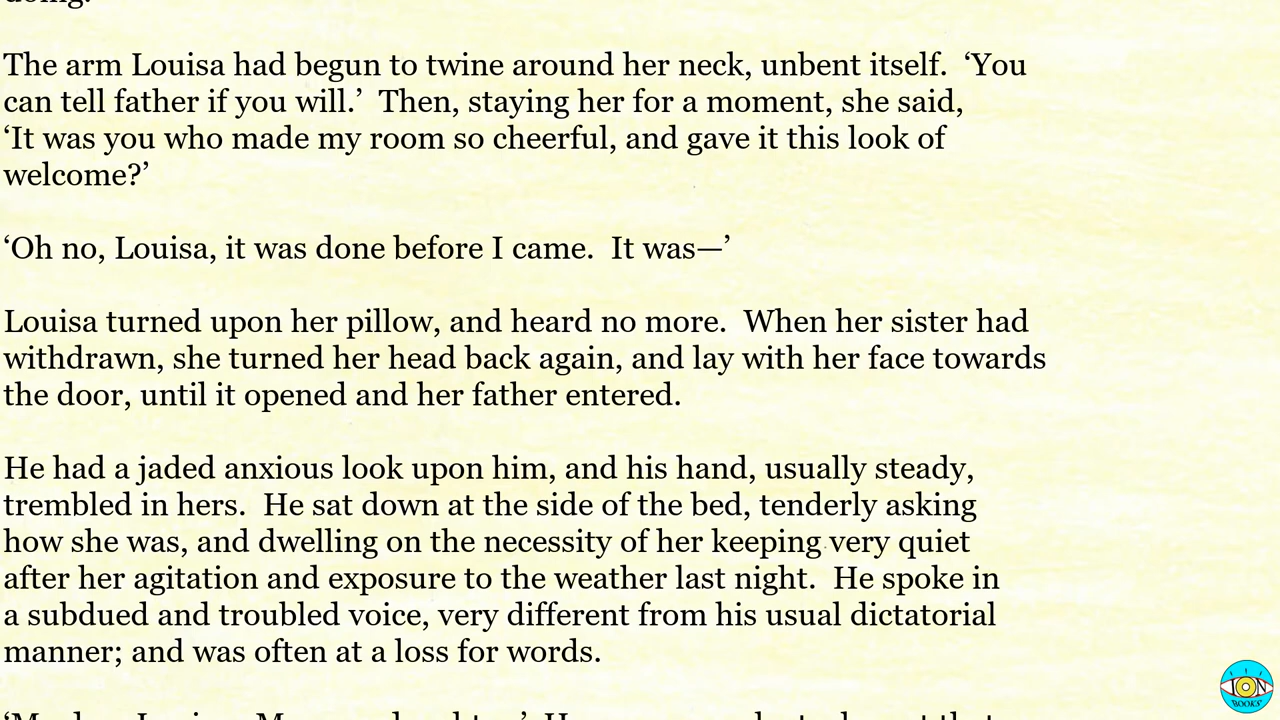 doing.
The arm Louisa had begun to twine around her neck, unbent itself.  ‘You
can tell father if you will.’  Then, staying her for a moment, she said,
‘It was you who made my room so cheerful, and gave it this look of
welcome?’
‘Oh no, Louisa, it was done before I came.  It was—’
Louisa turned upon her pillow, and heard no more.  When her sister had
withdrawn, she turned her head back again, and lay with her face towards
the door, until it opened and her father entered.
He had a jaded anxious look upon him, and his hand, usually steady,
trembled in hers.  He sat down at the side of the bed, tenderly asking
how she was, and dwelling on the necessity of her keeping very quiet
after her agitation and exposure to the weather last night.  He spoke in
a subdued and troubled voice, very different from his usual dictatorial
manner; and was often at a loss for words.
ION
BOOKS